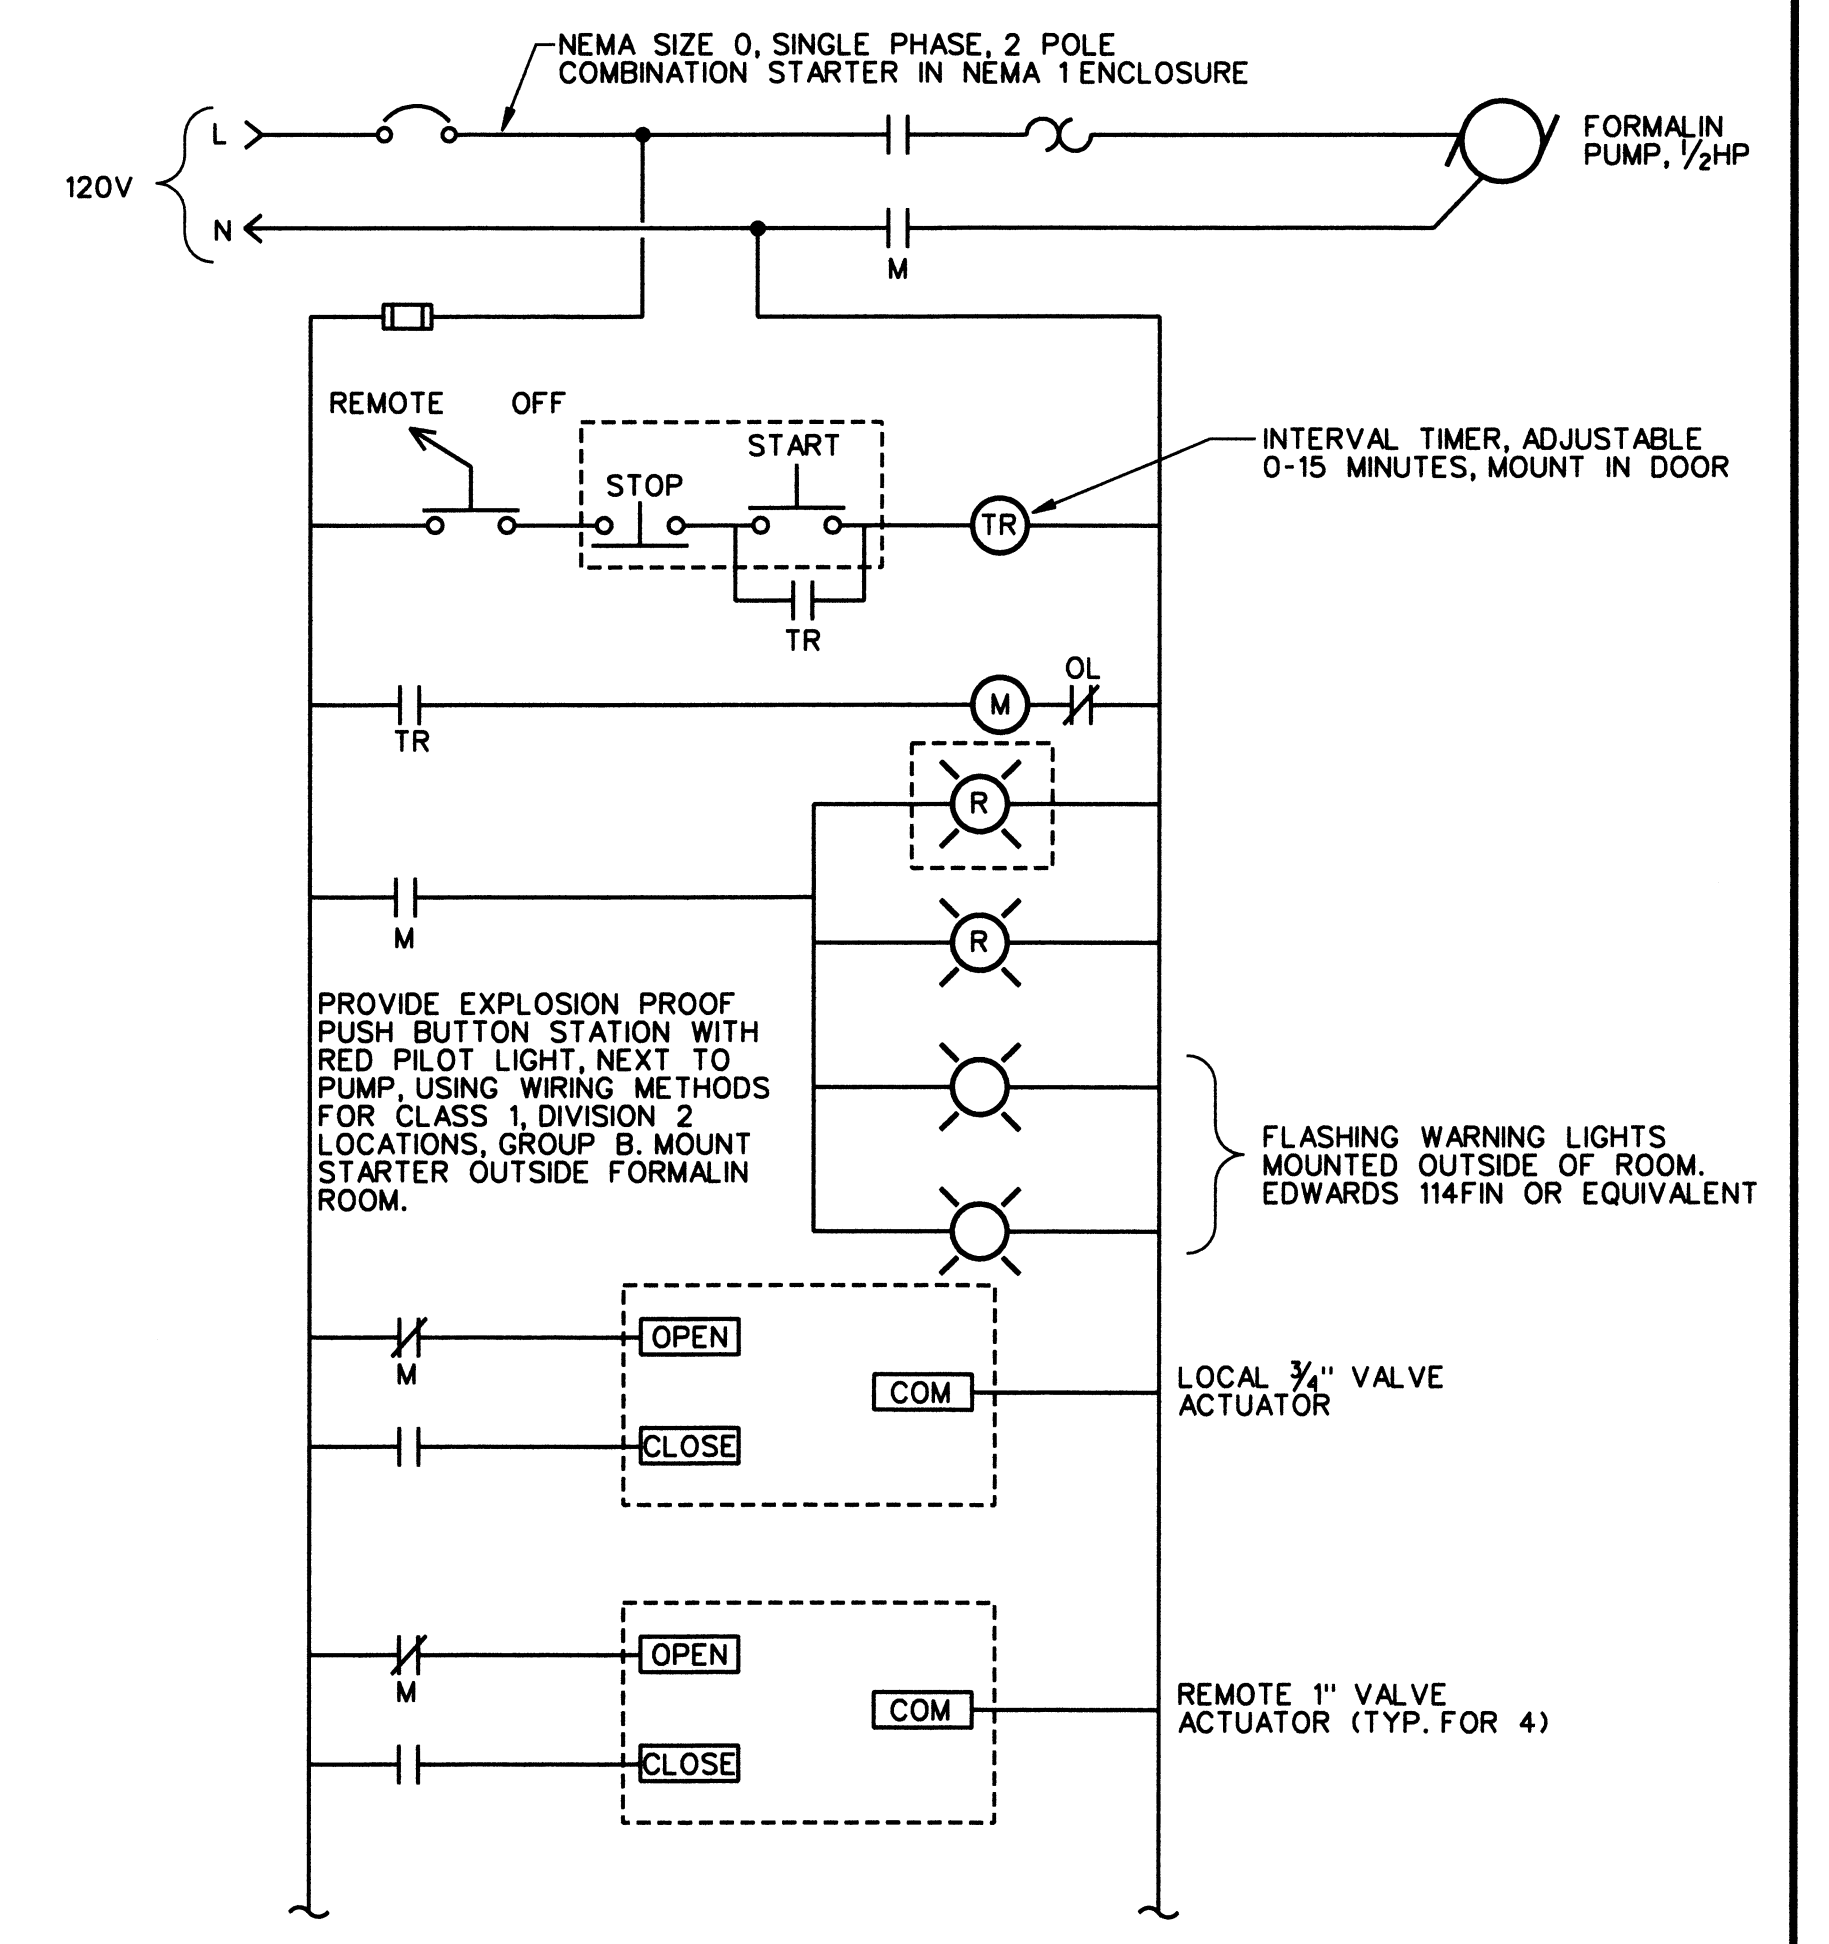 NEMA SIZE 0, SINGLE PHASE, 2 POLE
COMBINATION STARTER IN NEMA 1 ENCLOSURE
L
FORMALIN
PUMP, 1/2HP
120V
N
M
REMOTE OFF
START
STOP
INTERVAL TIMER, ADJUSTABLE
0-15 MINUTES, MOUNT IN DOOR
TR
TR
OL
M
TR
R
M
R
PROVIDE EXPLOSION PROOF
PUSH BUTTON STATION WITH
RED PILOT LIGHT, NEXT TO
PUMP, USING WIRING METHODS
FOR CLASS 1, DIVISION 2
LOCATIONS, GROUP B. MOUNT
STARTER OUTSIDE FORMALIN
ROOM.
FLASHING WARNING LIGHTS
MOUNTED OUTSIDE OF ROOM.
EDWARDS 114FIN OR EQUIVALENT
OPEN
M
COM
LOCAL 3/4" VALVE
ACTUATOR
CLOSE
OPEN
M
COM
REMOTE 1" VALVE
ACTUATOR (TYP. FOR 4)
CLOSE